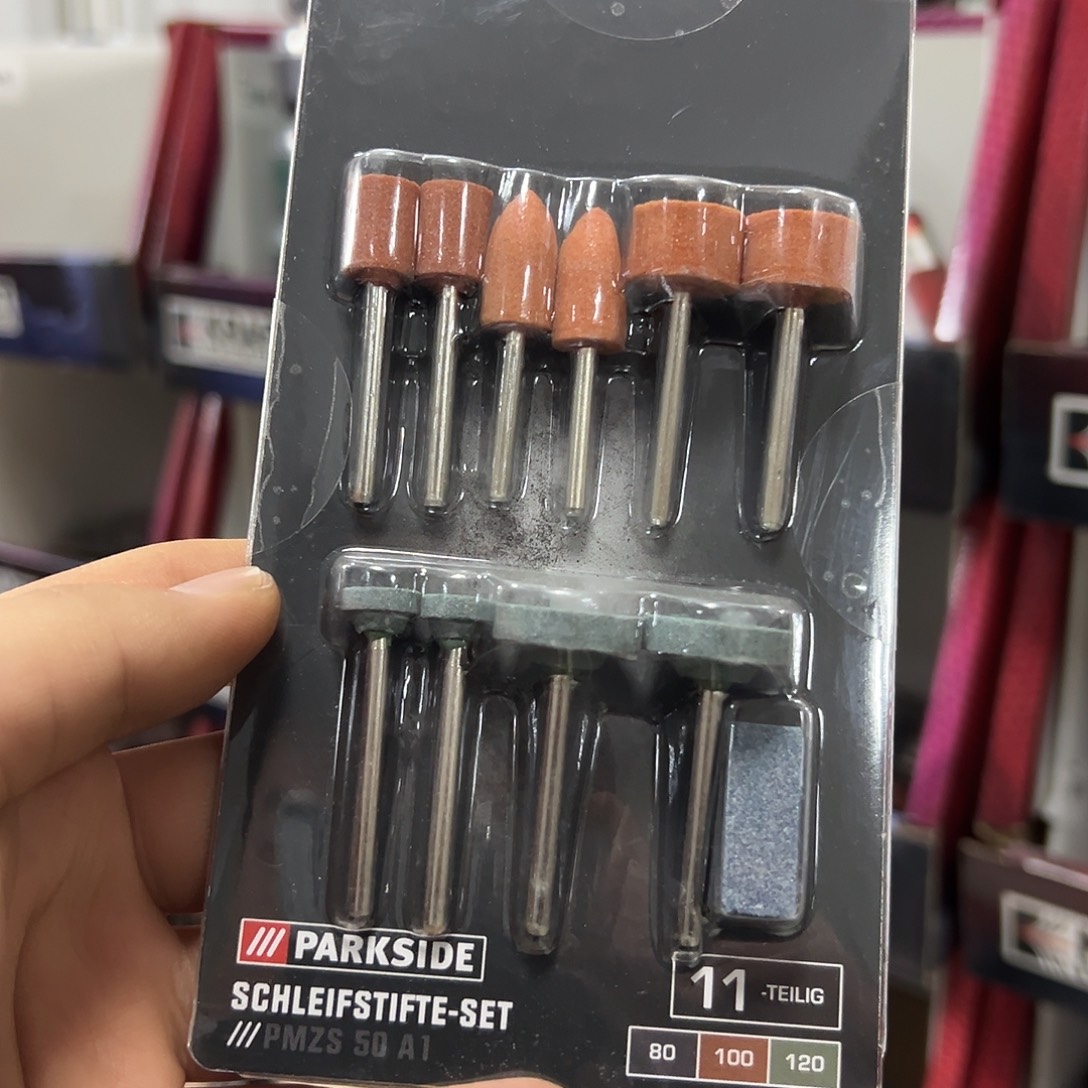 /// PARKSIDE
SCHLEIFSTIFTE-SET
/// PMZS 50 A1
11 -TEILIG
80 100 120